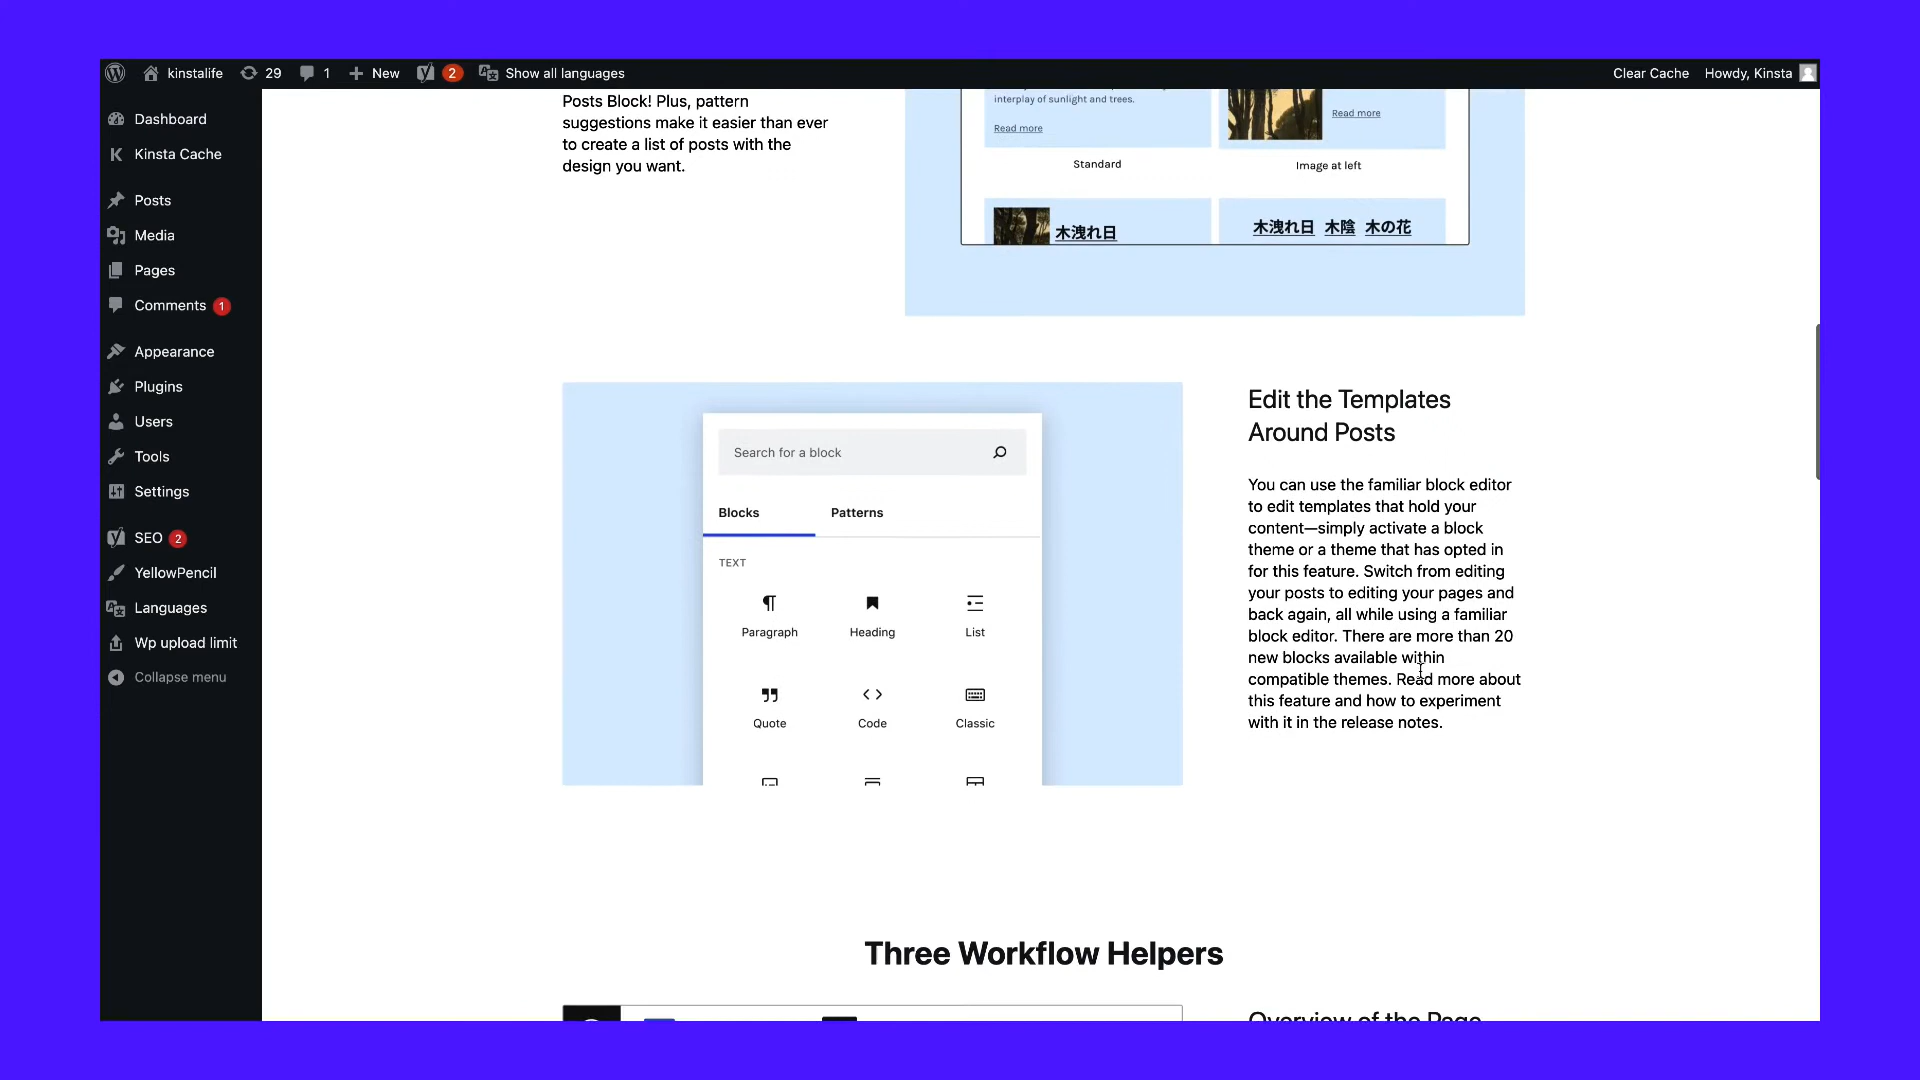 kinstalife 29 1 New 2 Show all languages Clear Cache Howdy, Kinsta
Dashboard
Kinsta Cache
Posts
Media
Pages
Comments 1
Appearance
Plugins
Users
Tools
Settings
SEO 2
YellowPencil
Languages
Wp upload limit
Collapse menu
Posts Block! Plus, pattern
suggestions make it easier than ever
to create a list of posts with the
design you want.
interplay of sunlight and trees.
Read more
Read more
Standard
Image at left
木洩れ日
木洩れ日 木陰 木の花
Search for a block
Blocks Patterns
TEXT
Paragraph Heading List
Quote Code Classic
Edit the Templates
Around Posts
You can use the familiar block editor
to edit templates that hold your
content—simply activate a block
theme or a theme that has opted in
for this feature. Switch from editing
your posts to editing your pages and
back again, all while using a familiar
block editor. There are more than 20
new blocks available within
compatible themes. Read more about
this feature and how to experiment
with it in the release notes.
Three Workflow Helpers
Overview of the Page